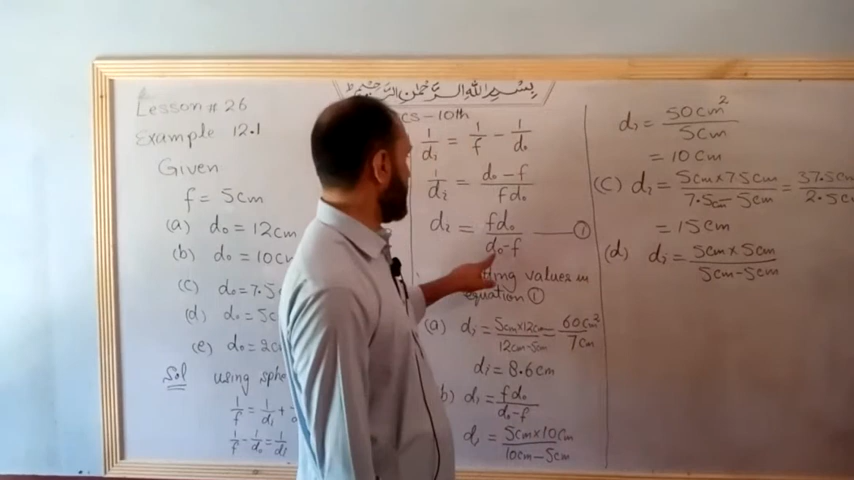 بِسْمِ اللهِ الرَّحْمٰنِ الرَّحِيْمِ
Lesson # 26
Example 12.1
Given
f = 5cm
(a) do = 12cm
(b) do = 10cm
(c) do = 7.5
(d) do = 5c
(e) do = 2c
Sol using sphe
1/f = 1/di +
1/f - 1/do = 1/di
CS - 10th
1/di = 1/f - 1/do
1/di = do - f / fdo
di = fdo / do-f ——— ①
values in
equation ①
(a) di = 5cm×12cm / 12cm-5cm = 60cm² / 7cm
di = 8.6cm
b) di = fdo / do-f
di = 5cm×10cm / 10cm-5cm
di = 50cm² / 5cm
= 10cm
(c) di = 5cm×7.5cm / 7.5cm-5cm = 37.5cm / 2.5c
= 15cm
(d) di = 5cm×5cm / 5cm-5cm